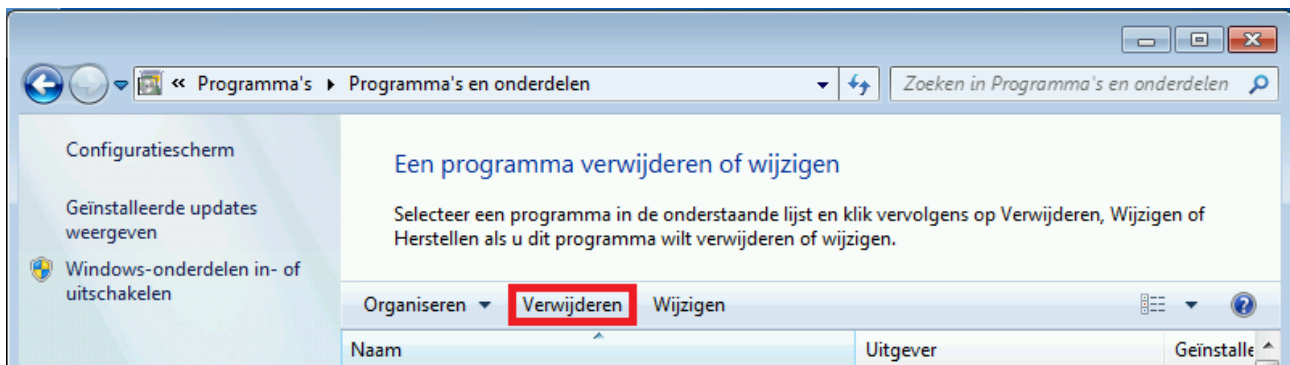 « Programma's ▸ Programma's en onderdelen
Zoeken in Programma's en onderdelen
Configuratiescherm
Geïnstalleerde updates
weergeven
Windows-onderdelen in- of
uitschakelen
Een programma verwijderen of wijzigen
Selecteer een programma in de onderstaande lijst en klik vervolgens op Verwijderen, Wijzigen of
Herstellen als u dit programma wilt verwijderen of wijzigen.
Organiseren Verwijderen Wijzigen
Naam Uitgever Geïnstalle